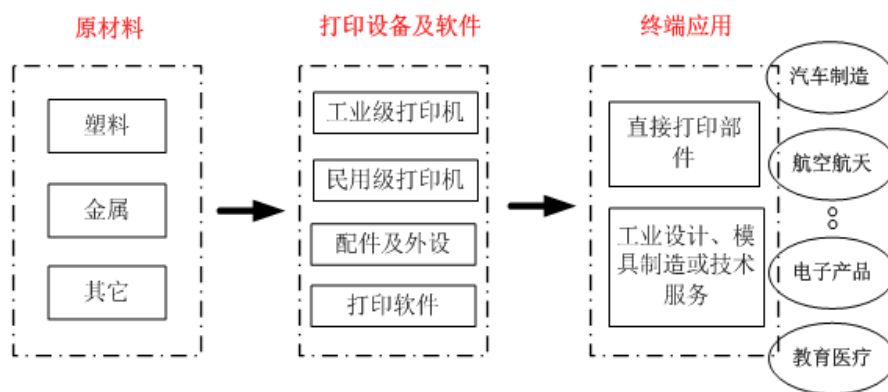 原材料
打印设备及软件
终端应用
塑料
金属
其它
工业级打印机
民用级打印机
配件及外设
打印软件
直接打印部
件
工业设计、模
具制造或技术
服务
汽车制造
航空航天
电子产品
教育医疗